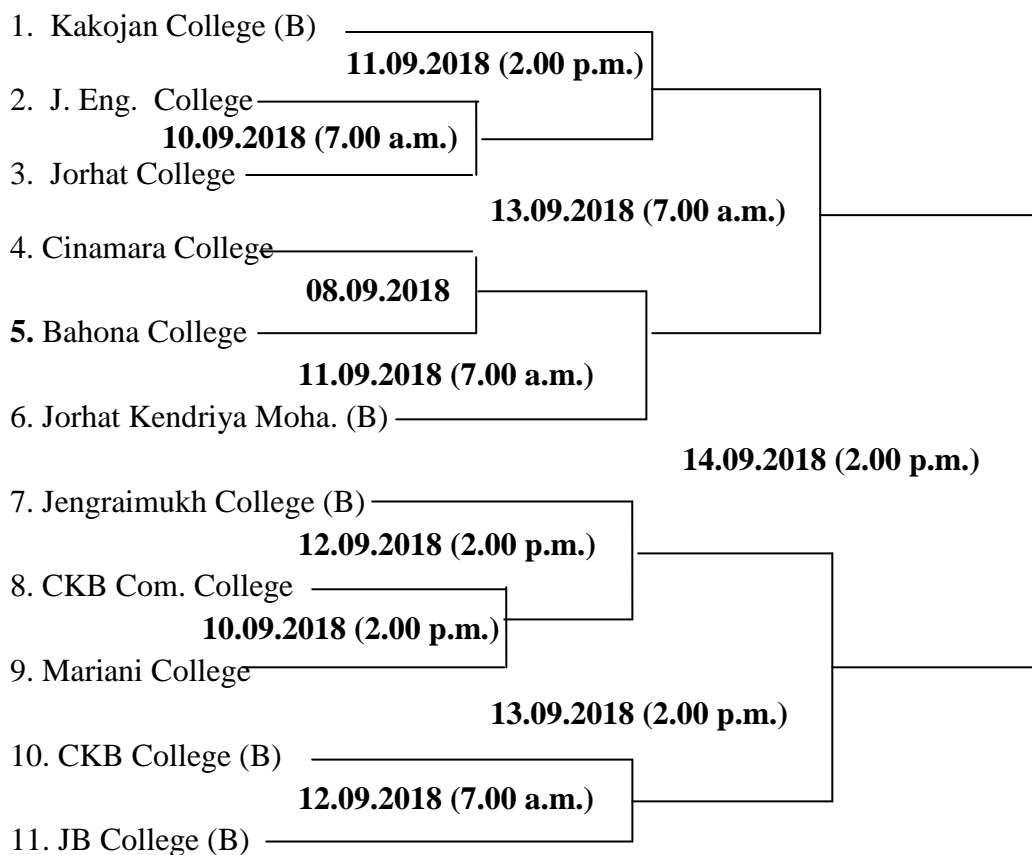 1. Kakojan College (B)
11.09.2018 (2.00 p.m.)
2. J. Eng. College
10.09.2018 (7.00 a.m.)
3. Jorhat College
13.09.2018 (7.00 a.m.)
4. Cinamara College
08.09.2018
5. Bahona College
11.09.2018 (7.00 a.m.)
6. Jorhat Kendriya Moha. (B)
14.09.2018 (2.00 p.m.)
7. Jengraimukh College (B)
12.09.2018 (2.00 p.m.)
8. CKB Com. College
10.09.2018 (2.00 p.m.)
9. Mariani College
13.09.2018 (2.00 p.m.)
10. CKB College (B)
12.09.2018 (7.00 a.m.)
11. JB College (B)